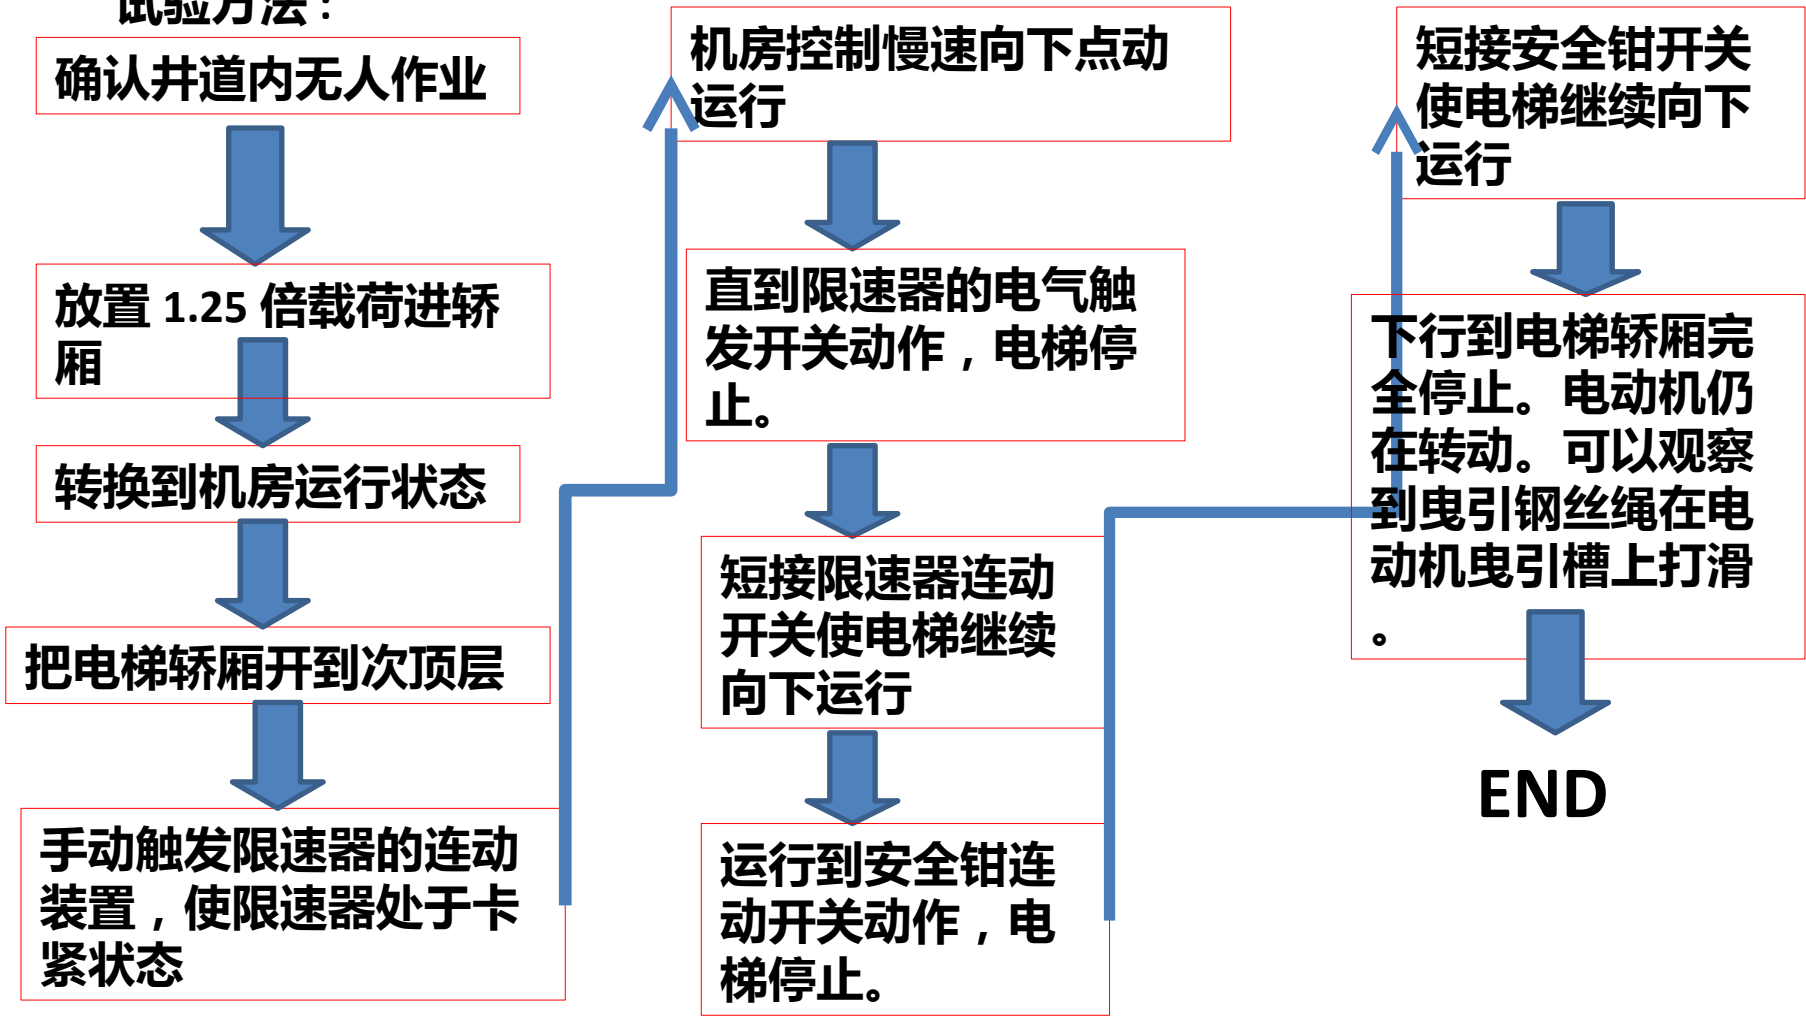 试验方法：
确认井道内无人作业
放置 1.25 倍载荷进轿
厢
转换到机房运行状态
把电梯轿厢开到次顶层
手动触发限速器的连动
装置，使限速器处于卡
紧状态
机房控制慢速向下点动
运行
直到限速器的电气触
发开关动作，电梯停
止。
短接限速器连动
开关使电梯继续
向下运行
运行到安全钳连
动开关动作，电
梯停止。
短接安全钳开关
使电梯继续向下
运行
下行到电梯轿厢完
全停止。电动机仍
在转动。可以观察
到曳引钢丝绳在电
动机曳引槽上打滑
。
END